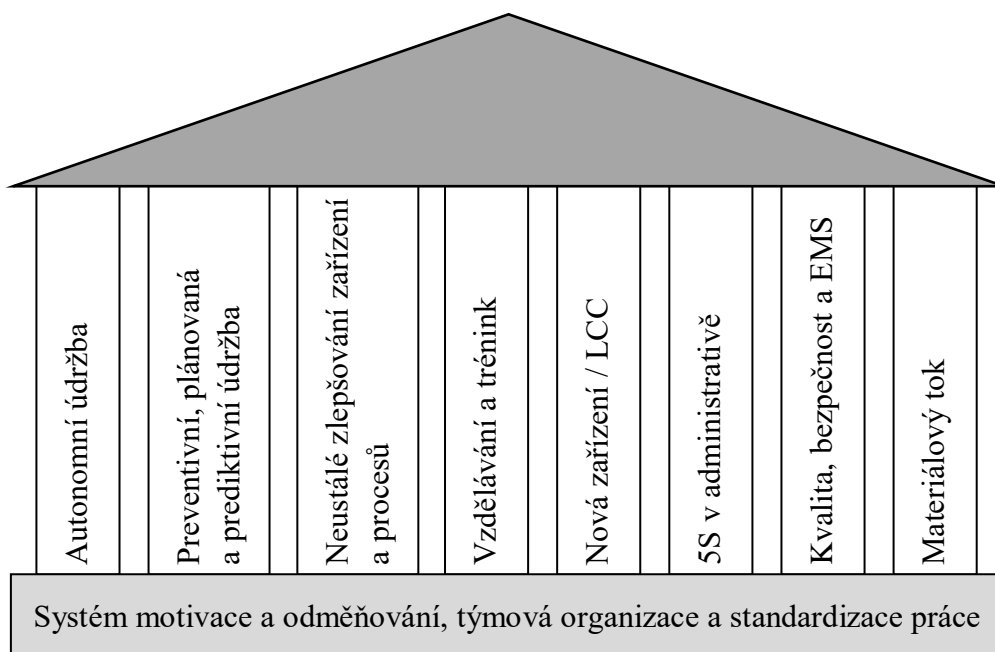 Autonomní údržba
Preventivní, plánovaná
a prediktivní údržba
Neustálé zlepšování zařízení
a procesů
Vzdělávání a trénink
Nová zařízení / LCC
5S v administrativě
Kvalita, bezpečnost a EMS
Materiálový tok
Systém motivace a odměňování, týmová organizace a standardizace práce